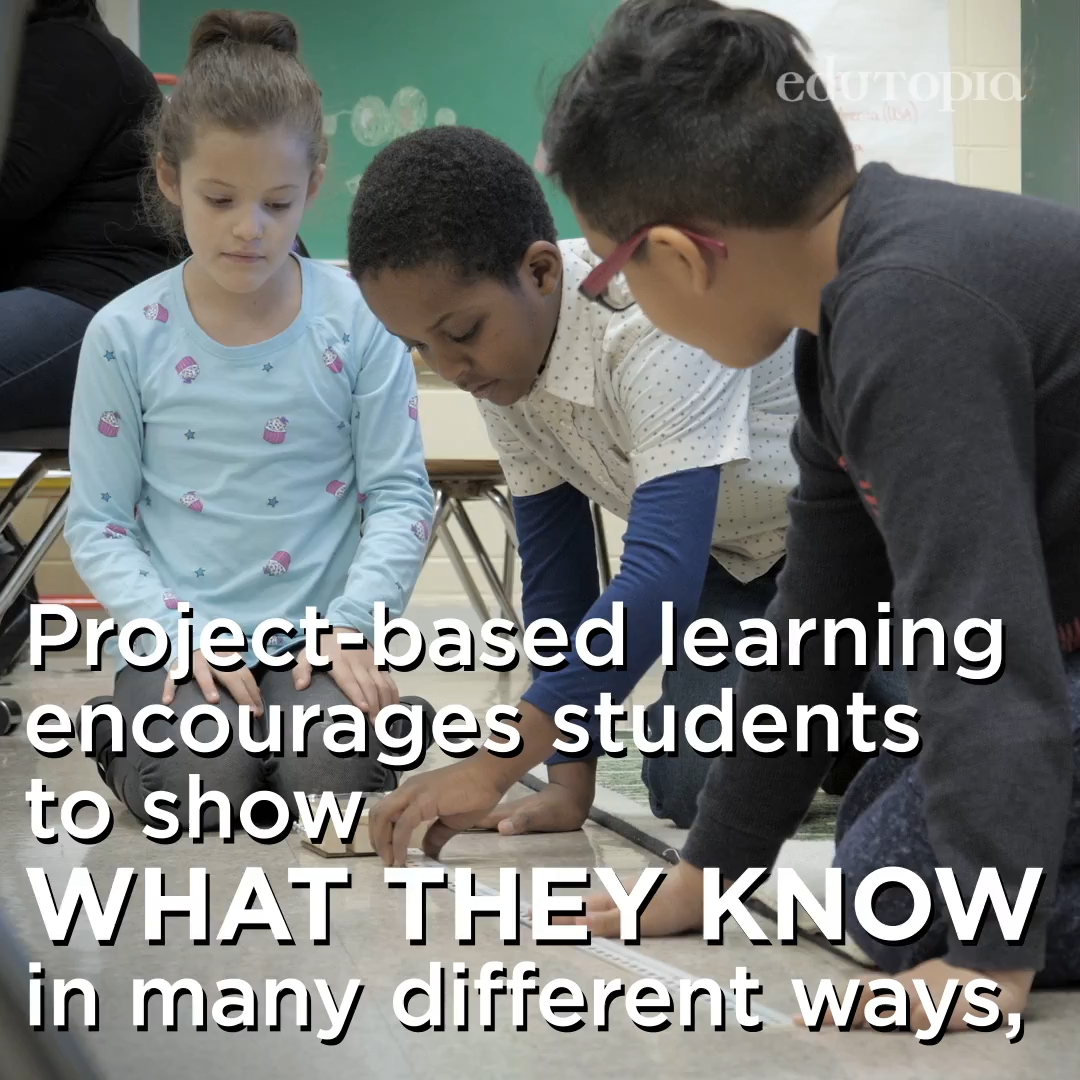 edutopia
Project-based learning
encourages students
to show
WHAT THEY KNOW
in many different ways,